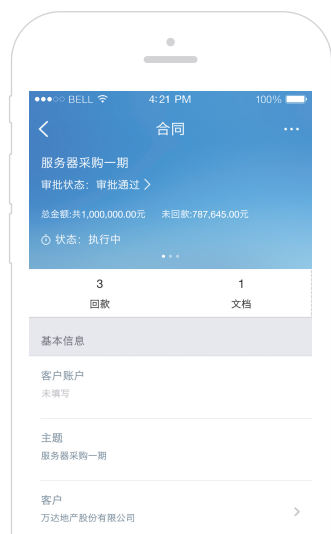 BELL 4:21 PM 100%
合同
服务器采购一期
审批状态：审批通过
总金额:共1,000,000.00元 未回款:787,645.00元
状态：执行中
3 1
回款 文档
基本信息
客户账户
未填写
主题
服务器采购一期
客户
万达地产股份有限公司